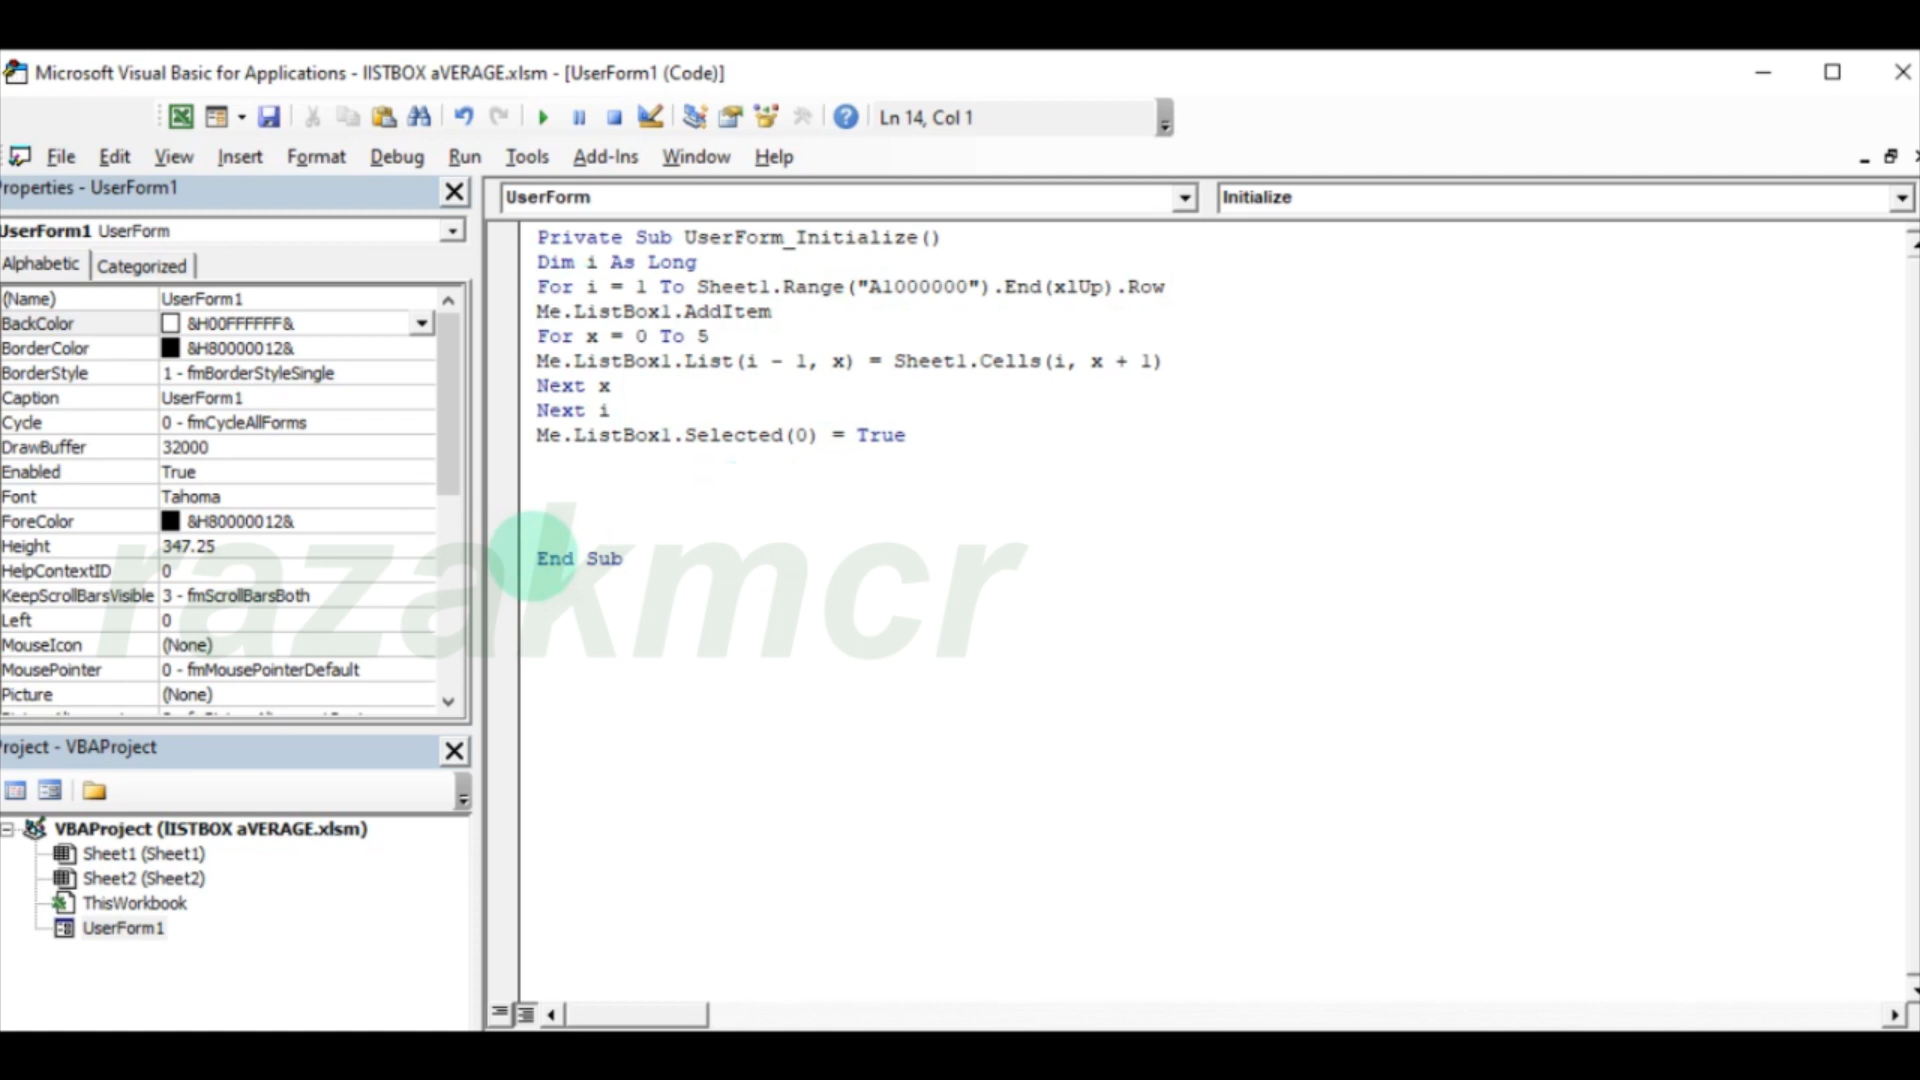 Microsoft Visual Basic for Applications - lISTBOX aVERAGE.xlsm - [UserForm1 (Code)]
Ln 14, Col 1
File Edit View Insert Format Debug Run Tools Add-Ins Window Help
roperties - UserForm1
UserForm1 UserForm
Alphabetic Categorized
(Name) UserForm1
BackColor &H00FFFFFF&
BorderColor &H80000012&
BorderStyle 1 - fmBorderStyleSingle
Caption UserForm1
Cycle 0 - fmCycleAllForms
DrawBuffer 32000
Enabled True
Font Tahoma
ForeColor &H80000012&
Height 347.25
HelpContextID 0
KeepScrollBarsVisible 3 - fmScrollBarsBoth
Left 0
MouseIcon (None)
MousePointer 0 - fmMousePointerDefault
Picture (None)
roject - VBAProject
VBAProject (lISTBOX aVERAGE.xlsm)
Sheet1 (Sheet1)
Sheet2 (Sheet2)
ThisWorkbook
UserForm1
UserForm
Initialize
Private Sub UserForm_Initialize()
Dim i As Long
For i = 1 To Sheet1.Range("A1000000").End(xlUp).Row
Me.ListBox1.AddItem
For x = 0 To 5
Me.ListBox1.List(i - 1, x) = Sheet1.Cells(i, x + 1)
Next x
Next i
Me.ListBox1.Selected(0) = True
End Sub
razakmcr